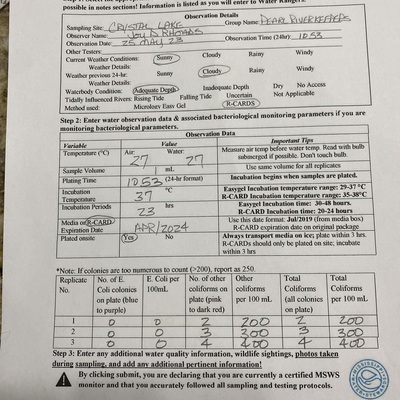 possible in notes sections! Information is listed as you will to enter to Water Rangers.
Observation Details
Sampling Site: CRYSTAL LAKE Group Name: PEARL RIVERKEEPERS
Observer Name: JOY D RHOADS
Observation Date: 25 MAY 23 Observation Time (24hr): 1053
Other Testers:
Current Weather Conditions: Sunny Cloudy Rainy Windy
Weather Details:
Weather previous 24-hr: Sunny Cloudy Rainy Windy
Weather Details:
Waterbody Condition: Adequate Depth Inadequate Depth Dry No Access
Tidally Influenced Rivers: Rising Tide Falling Tide Uncertain Not Applicable
Method used: Micrology Easy Gel R-CARDS
Step 2: Enter water observation data & associated bacteriological monitoring parameters if you are
monitoring bacteriological parameters.
Observation Data
Variable Value Important Tips
Temperature (°C) Air: 27 Water: 27 Measure air temp before water temp. Read with bulb
submerged if possible. Don't touch bulb.
Sample Volume 1 mL Use same volume for all replicates
Plating Time 1053 (24-hr format) Incubation begins when samples are plated.
Incubation Temperature 37 °C Easygel Incubation temperature range: 29-37 °C
R-CARD Incubation temperature range: 35-38°C
Incubation Periods 23 hrs Easygel Incubation time: 30-48 hours.
R-CARD Incubation time: 20-24 hours
Media or R-CARD Expiration Date APR/2024 Use this date format: Jul/2019 (from media box)
R-CARD expiration date on original package
Plated onsite Yes No Always transport media on ice; plate within 3 hrs.
R-CARDs should only be plated on site; incubate
within 3 hrs
*Note: If colonies are too numerous to count (>200), report as 250.
Replicate No. No. of E. Coli colonies on plate (blue to purple) E. Coli per 100mL No. of other coliforms on plate (pink to dark red) Other coliforms per 100 mL Total Coliforms (all colonies on plate) Total coliforms per 100 mL
1 0 0 2 200 2 200
2 0 0 3 300 3 300
3 0 0 4 400 4 400
Step 3: Enter any additional water quality information, wildlife sightings, photos taken
during sampling, and add any additional pertinent information!
By clicking submit, you are declaring that you are currently a certified MSWS
monitor and that you accurately followed all sampling and testing protocols.